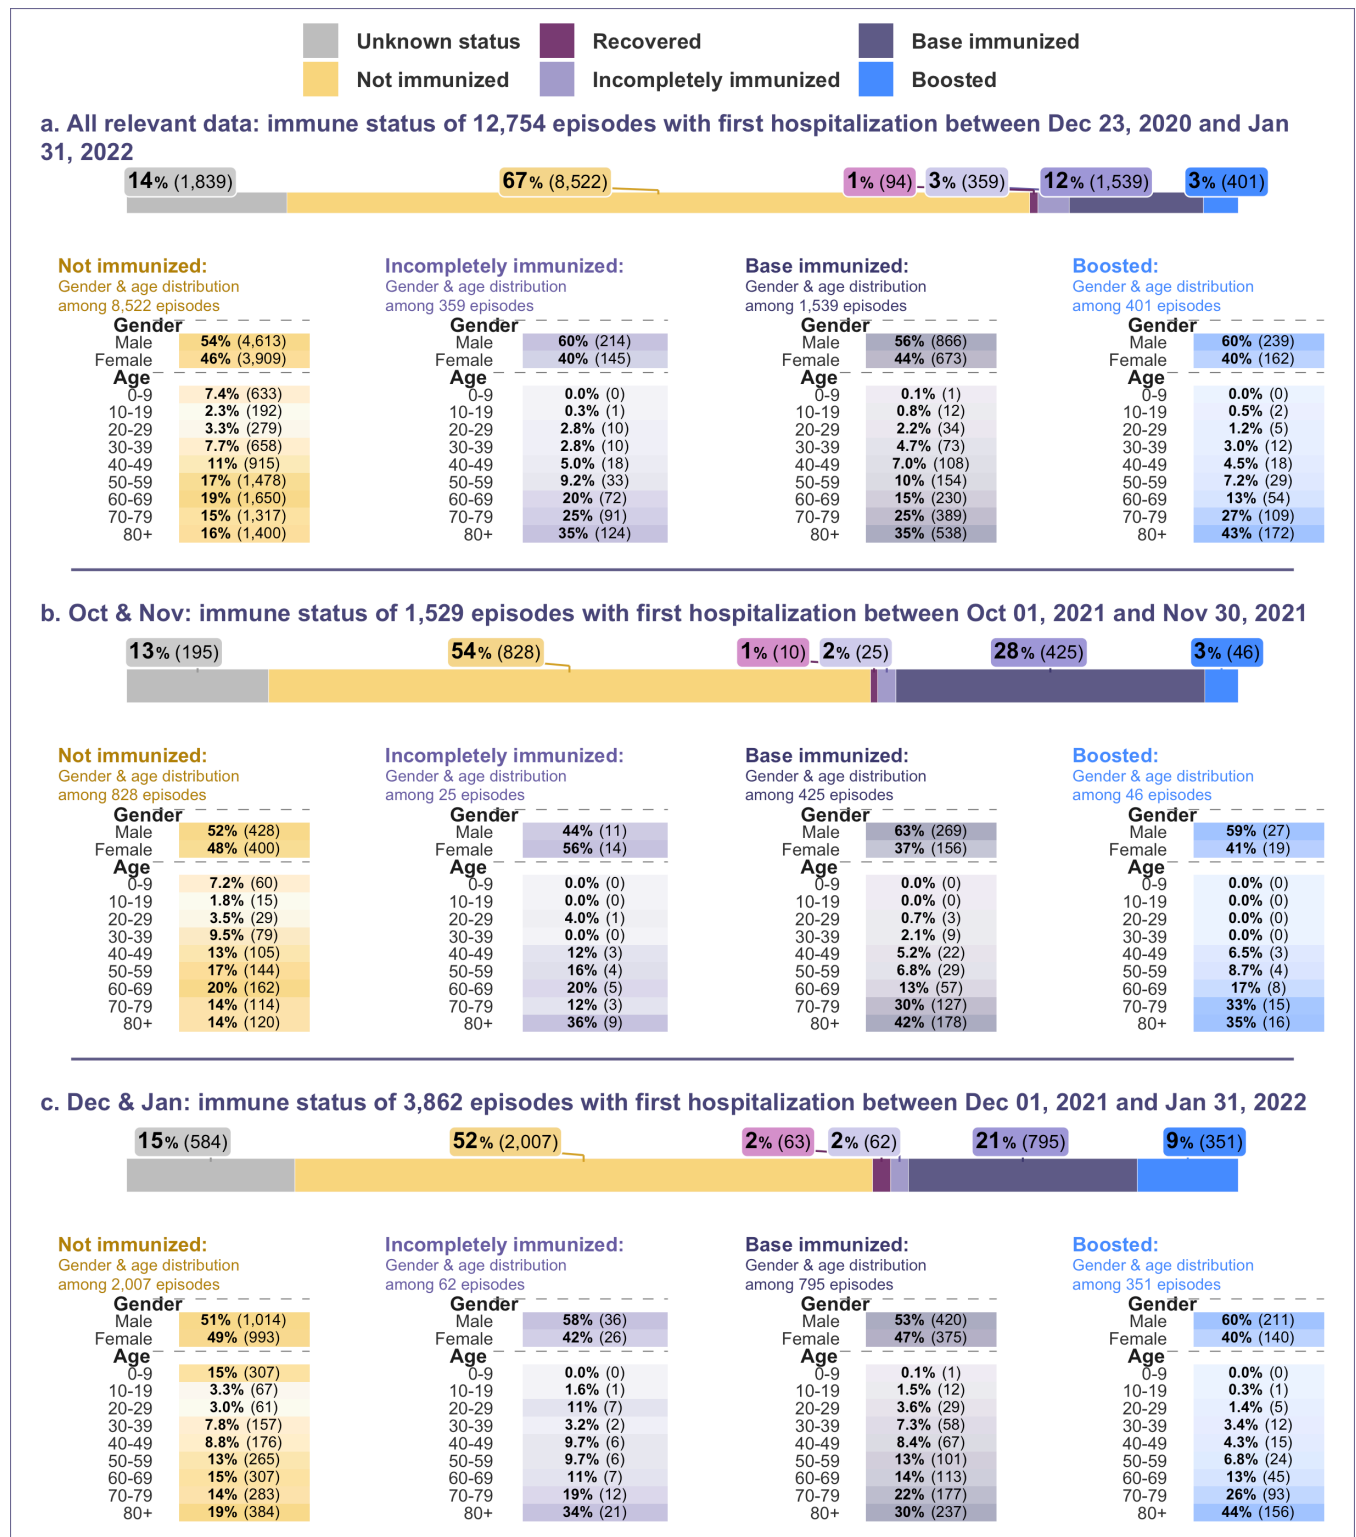 Unknown status
Recovered
Base immunized
Not immunized
Incompletely immunized
Boosted
a. All relevant data: immune status of 12,754 episodes with first hospitalization between Dec 23, 2020 and Jan
31, 2022
14% (1,839)
67% (8,522)
1% (94)
3% (359)
12% (1,539)
3% (401)
Not immunized:
Gender & age distribution
among 8,522 episodes
Gender
Male 54% (4,613)
Female 46% (3,909)
Age
0-9 7.4% (633)
10-19 2.3% (192)
20-29 3.3% (279)
30-39 7.7% (658)
40-49 11% (915)
50-59 17% (1,478)
60-69 19% (1,650)
70-79 15% (1,317)
80+ 16% (1,400)
Incompletely immunized:
Gender & age distribution
among 359 episodes
Gender
Male 60% (214)
Female 40% (145)
Age
0-9 0.0% (0)
10-19 0.3% (1)
20-29 2.8% (10)
30-39 2.8% (10)
40-49 5.0% (18)
50-59 9.2% (33)
60-69 20% (72)
70-79 25% (91)
80+ 35% (124)
Base immunized:
Gender & age distribution
among 1,539 episodes
Gender
Male 56% (866)
Female 44% (673)
Age
0-9 0.1% (1)
10-19 0.8% (12)
20-29 2.2% (34)
30-39 4.7% (73)
40-49 7.0% (108)
50-59 10% (154)
60-69 15% (230)
70-79 25% (389)
80+ 35% (538)
Boosted:
Gender & age distribution
among 401 episodes
Gender
Male 60% (239)
Female 40% (162)
Age
0-9 0.0% (0)
10-19 0.5% (2)
20-29 1.2% (5)
30-39 3.0% (12)
40-49 4.5% (18)
50-59 7.2% (29)
60-69 13% (54)
70-79 27% (109)
80+ 43% (172)
b. Oct & Nov: immune status of 1,529 episodes with first hospitalization between Oct 01, 2021 and Nov 30, 2021
13% (195)
54% (828)
1% (10)
2% (25)
28% (425)
3% (46)
Not immunized:
Gender & age distribution
among 828 episodes
Gender
Male 52% (428)
Female 48% (400)
Age
0-9 7.2% (60)
10-19 1.8% (15)
20-29 3.5% (29)
30-39 9.5% (79)
40-49 13% (105)
50-59 17% (144)
60-69 20% (162)
70-79 14% (114)
80+ 14% (120)
Incompletely immunized:
Gender & age distribution
among 25 episodes
Gender
Male 44% (11)
Female 56% (14)
Age
0-9 0.0% (0)
10-19 0.0% (0)
20-29 4.0% (1)
30-39 0.0% (0)
40-49 12% (3)
50-59 16% (4)
60-69 20% (5)
70-79 12% (3)
80+ 36% (9)
Base immunized:
Gender & age distribution
among 425 episodes
Gender
Male 63% (269)
Female 37% (156)
Age
0-9 0.0% (0)
10-19 0.0% (0)
20-29 0.7% (3)
30-39 2.1% (9)
40-49 5.2% (22)
50-59 6.8% (29)
60-69 13% (57)
70-79 30% (127)
80+ 42% (178)
Boosted:
Gender & age distribution
among 46 episodes
Gender
Male 59% (27)
Female 41% (19)
Age
0-9 0.0% (0)
10-19 0.0% (0)
20-29 0.0% (0)
30-39 0.0% (0)
40-49 6.5% (3)
50-59 8.7% (4)
60-69 17% (8)
70-79 33% (15)
80+ 35% (16)
c. Dec & Jan: immune status of 3,862 episodes with first hospitalization between Dec 01, 2021 and Jan 31, 2022
15% (584)
52% (2,007)
2% (63)
2% (62)
21% (795)
9% (351)
Not immunized:
Gender & age distribution
among 2,007 episodes
Gender
Male 51% (1,014)
Female 49% (993)
Age
0-9 15% (307)
10-19 3.3% (67)
20-29 3.0% (61)
30-39 7.8% (157)
40-49 8.8% (176)
50-59 13% (265)
60-69 15% (307)
70-79 14% (283)
80+ 19% (384)
Incompletely immunized:
Gender & age distribution
among 62 episodes
Gender
Male 58% (36)
Female 42% (26)
Age
0-9 0.0% (0)
10-19 1.6% (1)
20-29 11% (7)
30-39 3.2% (2)
40-49 9.7% (6)
50-59 9.7% (6)
60-69 11% (7)
70-79 19% (12)
80+ 34% (21)
Base immunized:
Gender & age distribution
among 795 episodes
Gender
Male 53% (420)
Female 47% (375)
Age
0-9 0.1% (1)
10-19 1.5% (12)
20-29 3.6% (29)
30-39 7.3% (58)
40-49 8.4% (67)
50-59 13% (101)
60-69 14% (113)
70-79 22% (177)
80+ 30% (237)
Boosted:
Gender & age distribution
among 351 episodes
Gender
Male 60% (211)
Female 40% (140)
Age
0-9 0.0% (0)
10-19 0.3% (1)
20-29 1.4% (5)
30-39 3.4% (12)
40-49 4.3% (15)
50-59 6.8% (24)
60-69 13% (45)
70-79 26% (93)
80+ 44% (156)